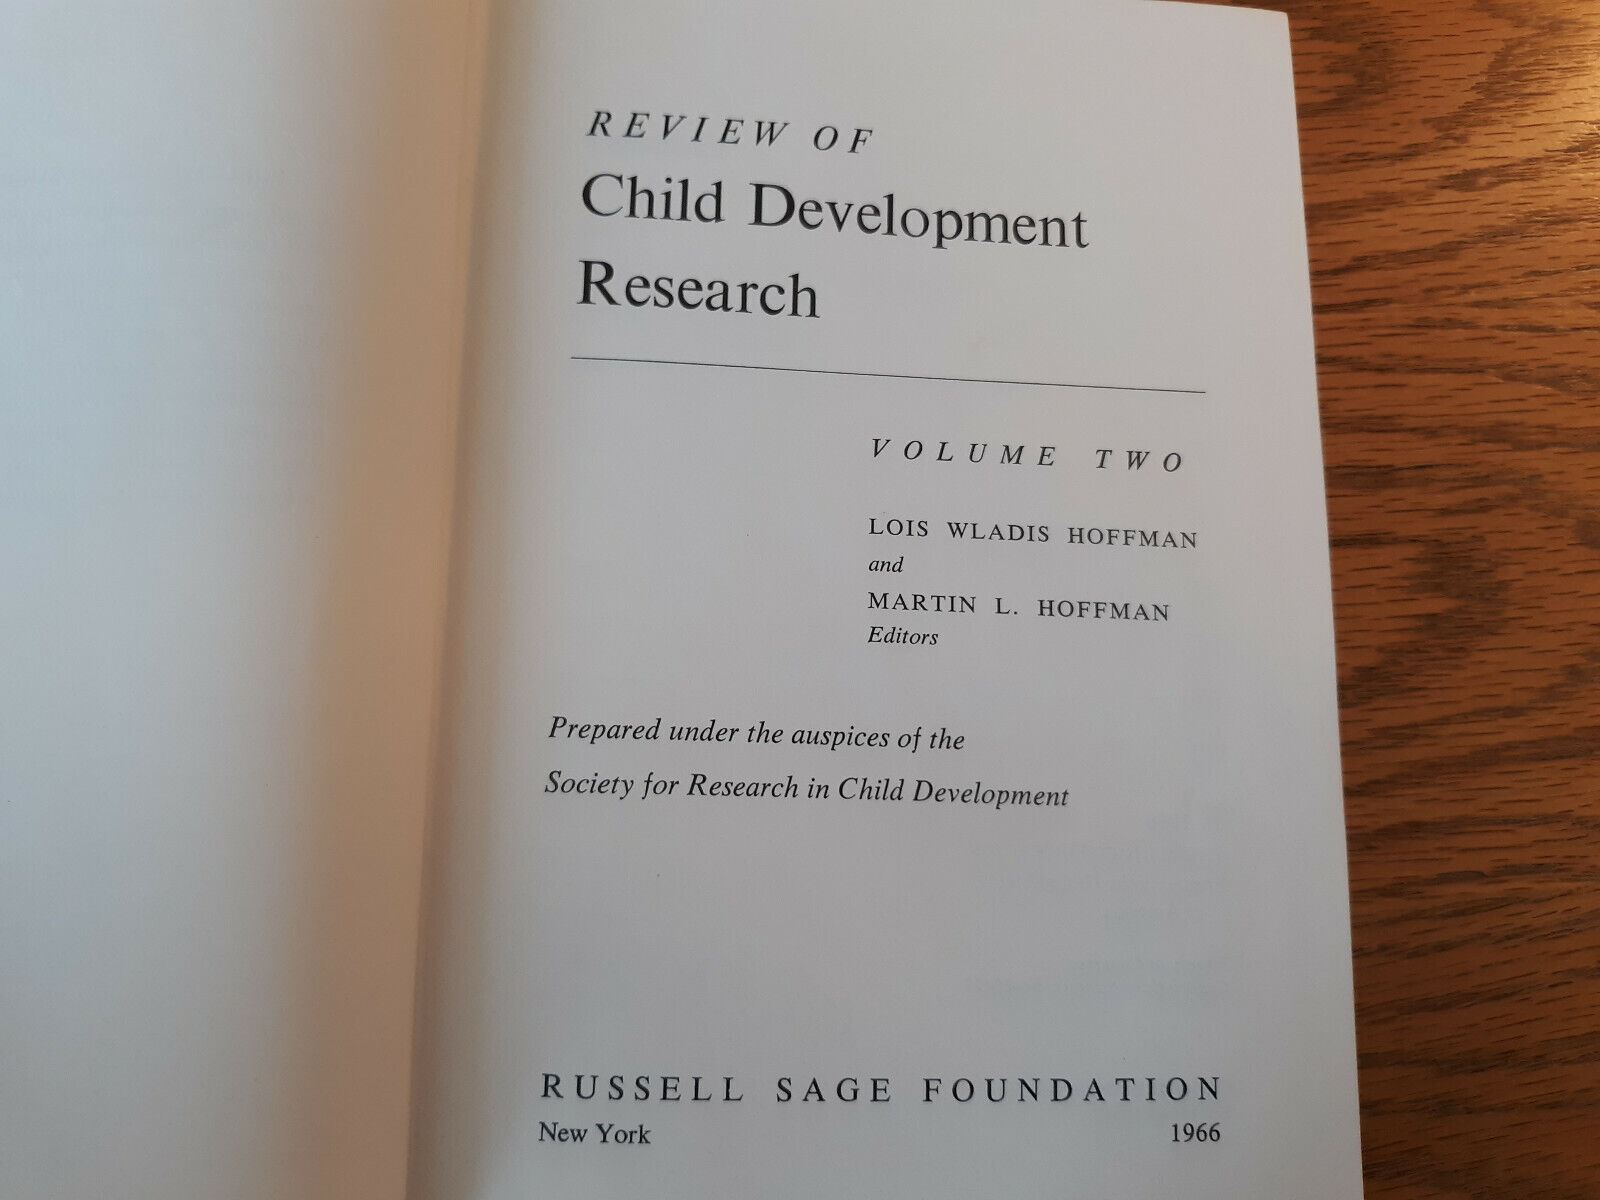 REVIEW OF
Child Development
Research
VOLUME TWO
LOIS WLADIS HOFFMAN
and
MARTIN L. HOFFMAN
Editors
Prepared under the auspices of the
Society for Research in Child Development
RUSSELL SAGE FOUNDATION
New York 1966